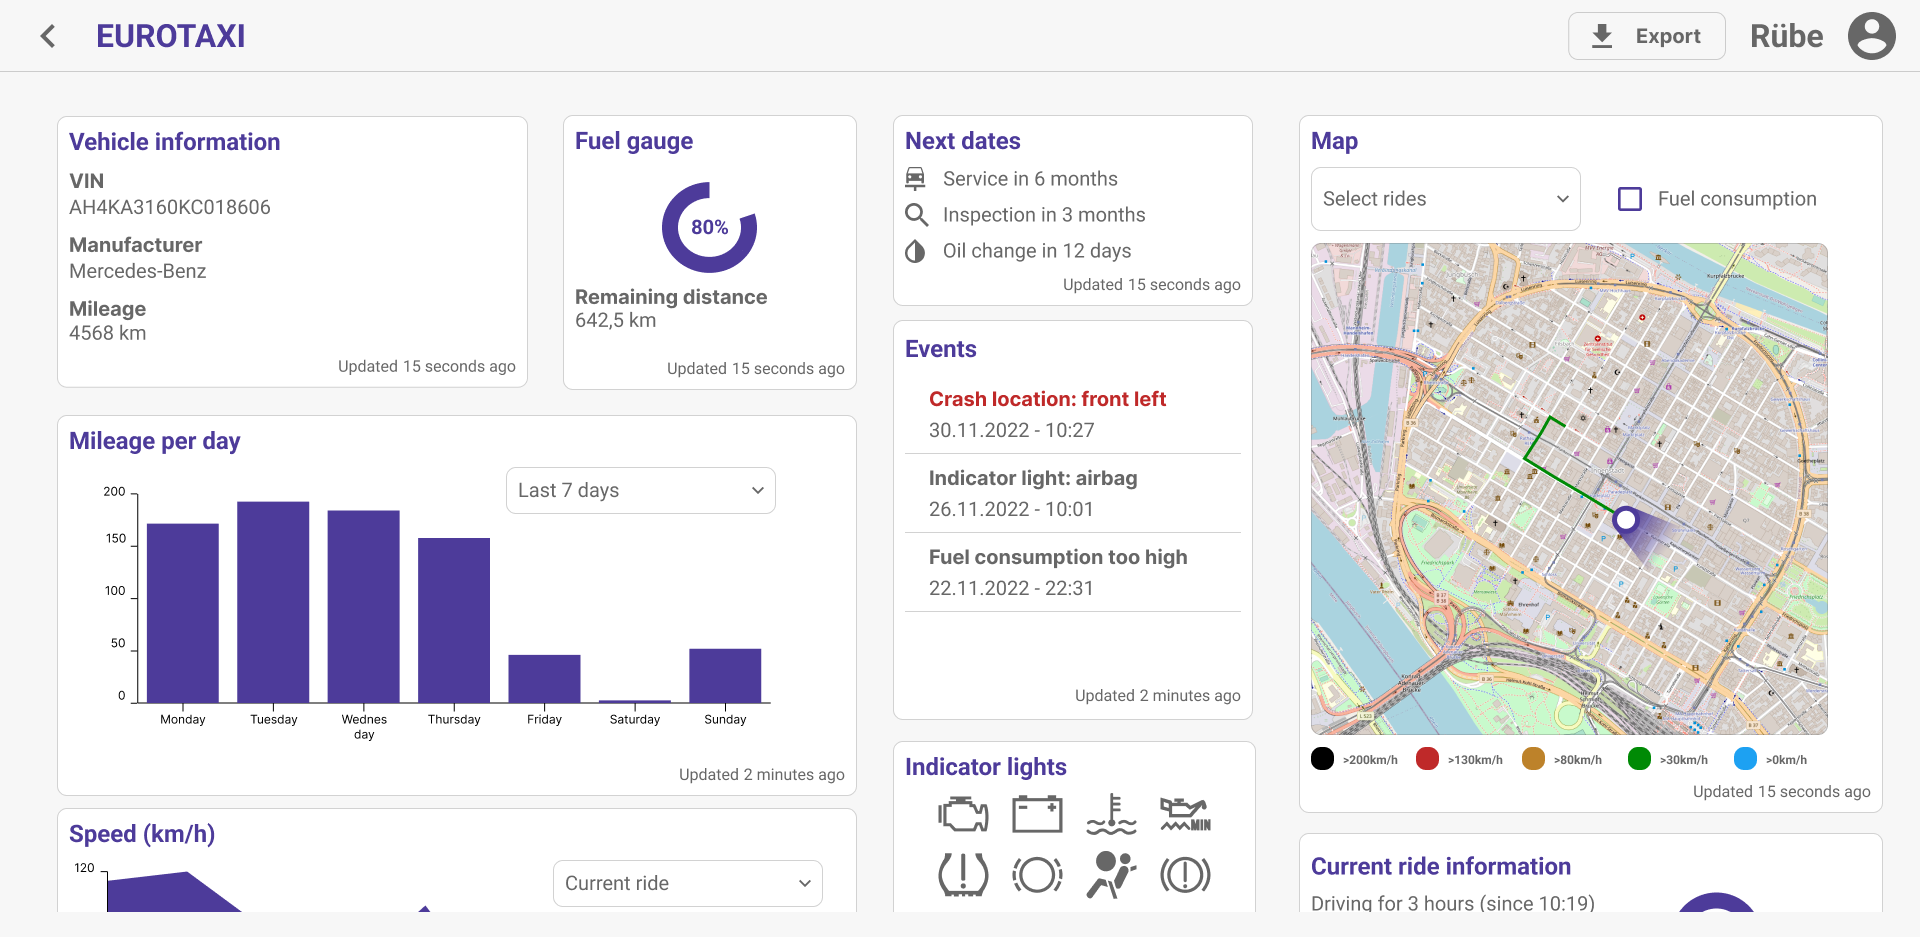 EUROTAXI
Export
Rübe
Vehicle information
VIN
AH4KA3160KC018606
Manufacturer
Mercedes-Benz
Mileage
4568 km
Updated 15 seconds ago
Fuel gauge
80%
Remaining distance
642,5 km
Updated 15 seconds ago
Next dates
Service in 6 months
Inspection in 3 months
Oil change in 12 days
Updated 15 seconds ago
Map
Select rides
Fuel consumption
>200km/h
>130km/h
>80km/h
>30km/h
>0km/h
Updated 15 seconds ago
Mileage per day
Last 7 days
200
150
100
50
0
Monday
Tuesday
Wednes
day
Thursday
Friday
Saturday
Sunday
Updated 2 minutes ago
Events
Crash location: front left
30.11.2022 - 10:27
Indicator light: airbag
26.11.2022 - 10:01
Fuel consumption too high
22.11.2022 - 22:31
Updated 2 minutes ago
Speed (km/h)
120
Current ride
Indicator lights
MIN
Current ride information
Driving for 3 hours (since 10:19)